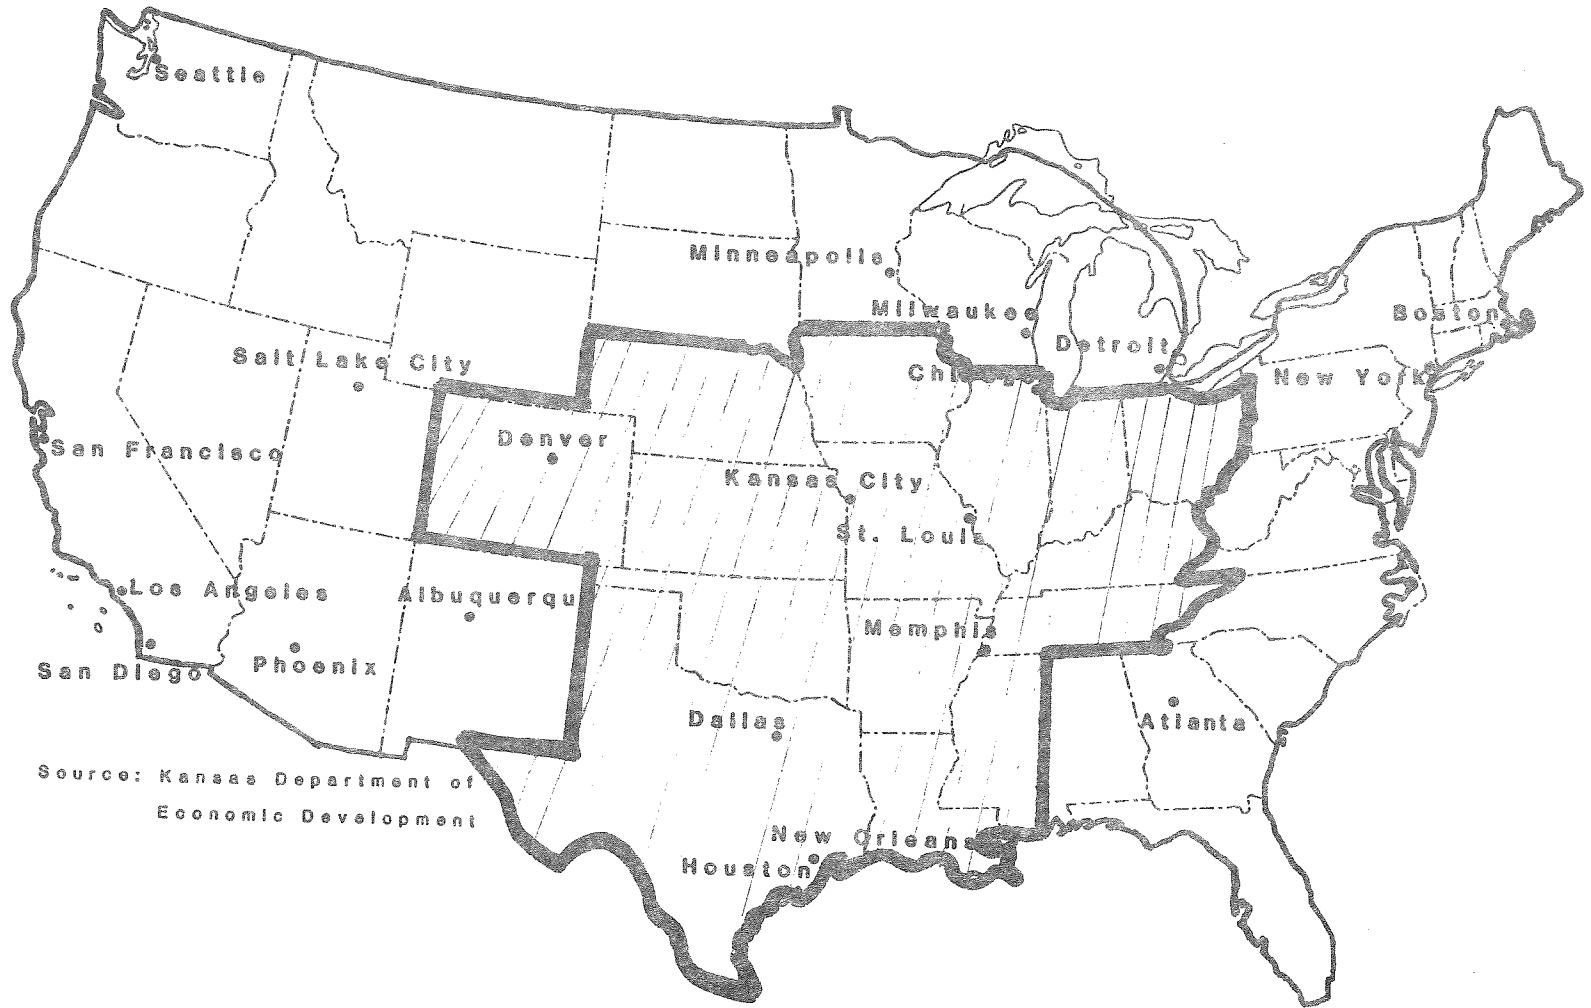 Seattle
Minneapolis
Milwaukee
Boston
Detroit
Salt Lake City
Chicago
New York
Denver
San Francisco
Kansas City
St. Louis
Los Angeles
Albuquerqu
Memphis
San Diego
Phoenix
Dallas
Atlanta
Source: Kansas Department of
Economic Development
New Orleans
Houston